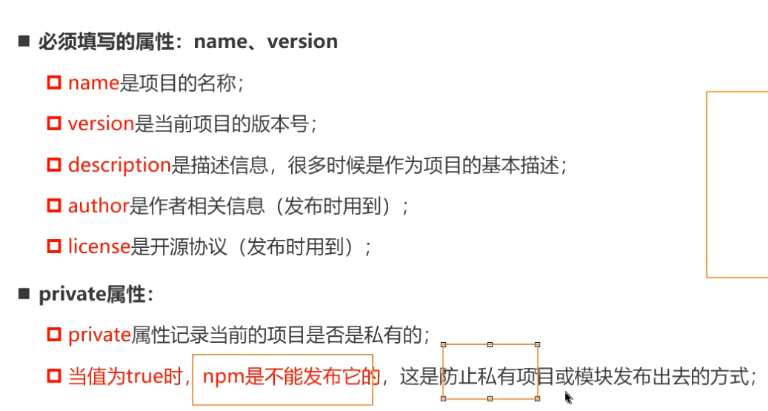 必须填写的属性：name、version
name是项目的名称；
version是当前项目的版本号；
description是描述信息，很多时候是作为项目的基本描述；
author是作者相关信息（发布时用到）；
license是开源协议（发布时用到）；
private属性：
private属性记录当前的项目是否是私有的；
当值为true时，npm是不能发布它的，这是防止私有项目或模块发布出去的方式；